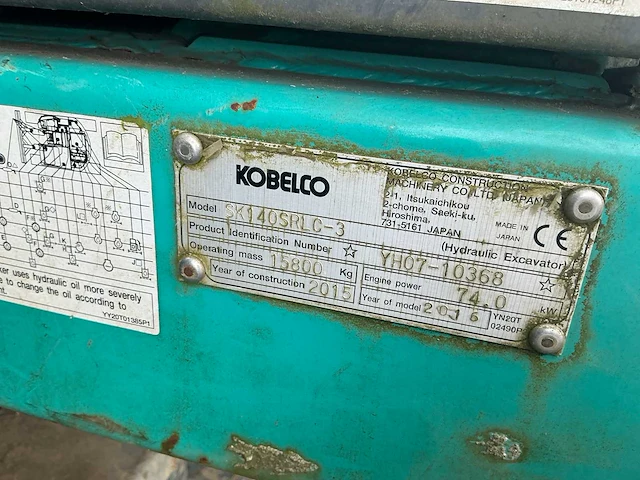 KOBELCO
KOBELCO CONSTRUCTION
MACHINERY CO., LTD. (JAPAN)
2-1, Itsukaichikou
2-chome, Saeki-ku,
Hiroshima,
731-5161 JAPAN
MADE IN
JAPAN
CE
Model SK140SRLC-3
(Hydraulic Excavator)
Product Identification Number ☆ YH07-10368 ☆
Operating mass 15800 Kg
Engine power 74.0 kW
Year of construction 2015
Year of model 2016
YN20T
02490P
uses hydraulic oil more severely
to change the oil according to
YY20T01385P1